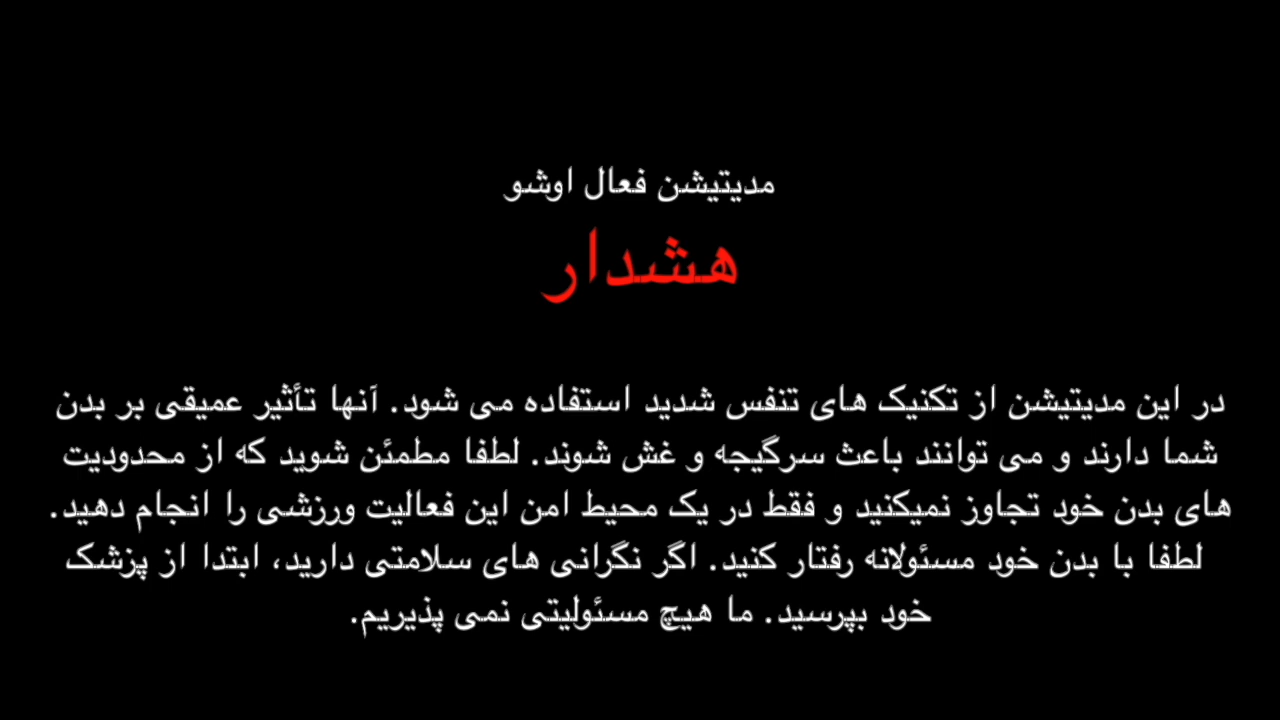 مدیتیشن فعال اوشو
هشدار
در این مدیتیشن از تکنیک های تنفس شدید استفاده می شود. آنها تأثیر عمیقی بر بدن
شما دارند و می توانند باعث سرگیجه و غش شوند. لطفا مطمئن شوید که از محدودیت
های بدن خود تجاوز نمیکنید و فقط در یک محیط امن این فعالیت ورزشی را انجام دهید.
لطفا با بدن خود مسئولانه رفتار کنید. اگر نگرانی های سلامتی دارید، ابتدا از پزشک
خود بپرسید. ما هیچ مسئولیتی نمی پذیریم.